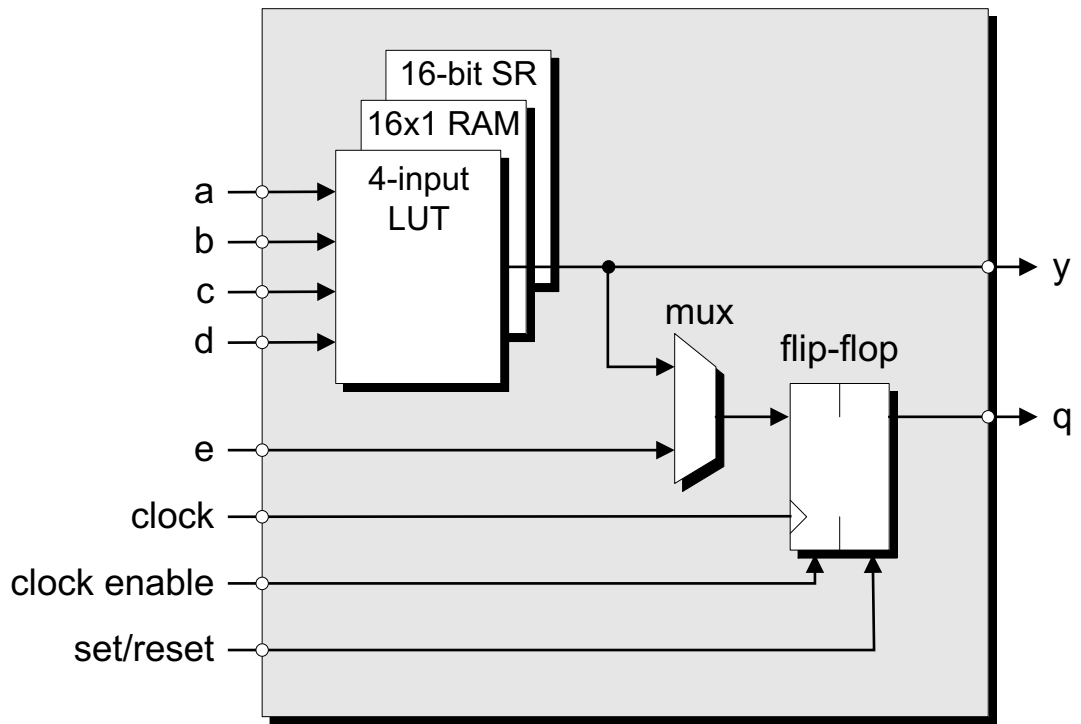 16-bit SR
16x1 RAM
4-input
LUT
a
b
c
d
y
mux
flip-flop
q
e
clock
clock enable
set/reset